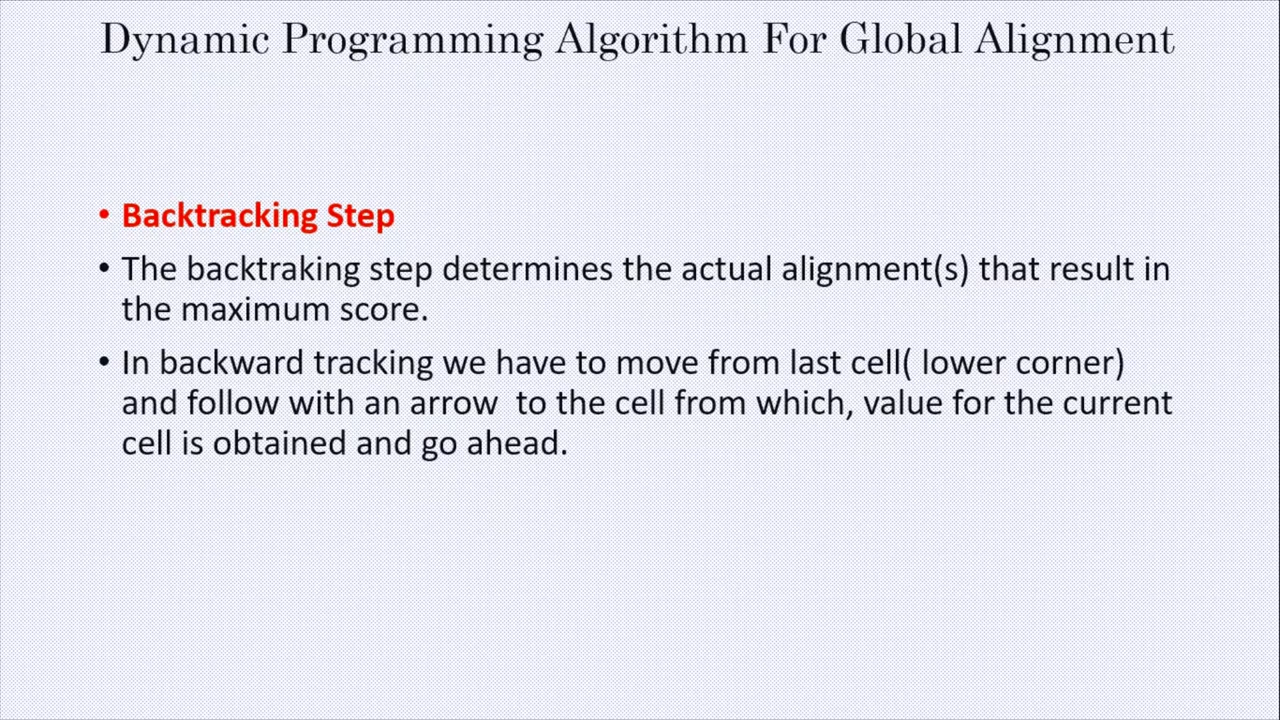 Dynamic Programming Algorithm For Global Alignment
• Backtracking Step
• The backtraking step determines the actual alignment(s) that result in
the maximum score.
• In backward tracking we have to move from last cell( lower corner)
and follow with an arrow  to the cell from which, value for the current
cell is obtained and go ahead.